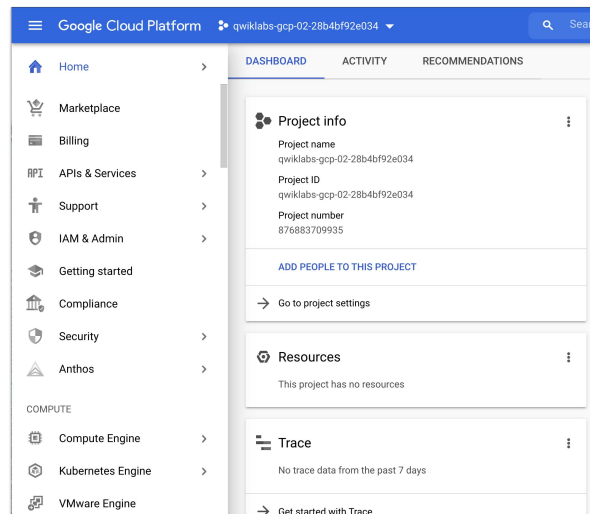 Google Cloud Platform
qwiklabs-gcp-02-28b4bf92e034
Sear
Home
Marketplace
Billing
API APIs & Services
Support
IAM & Admin
Getting started
Compliance
Security
Anthos
COMPUTE
Compute Engine
Kubernetes Engine
VMware Engine
DASHBOARD
ACTIVITY
RECOMMENDATIONS
Project info
Project name
qwiklabs-gcp-02-28b4bf92e034
Project ID
qwiklabs-gcp-02-28b4bf92e034
Project number
876883709935
ADD PEOPLE TO THIS PROJECT
Go to project settings
Resources
This project has no resources
Trace
No trace data from the past 7 days
Get started with Trace